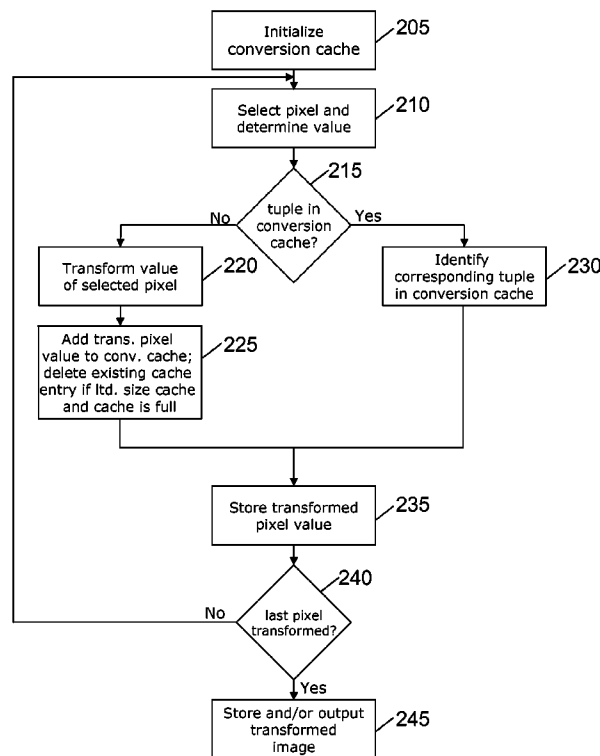 Initialize
conversion cache
205
Select pixel and
determine value
210
215
tuple in
conversion
cache?
No
Yes
Transform value
of selected pixel
220
Identify
corresponding tuple
in conversion cache
230
Add trans. pixel
value to conv. cache;
delete existing cache
entry if ltd. size cache
and cache is full
225
Store transformed
pixel value
235
240
last pixel
transformed?
No
Yes
Store and/or output
transformed
image
245